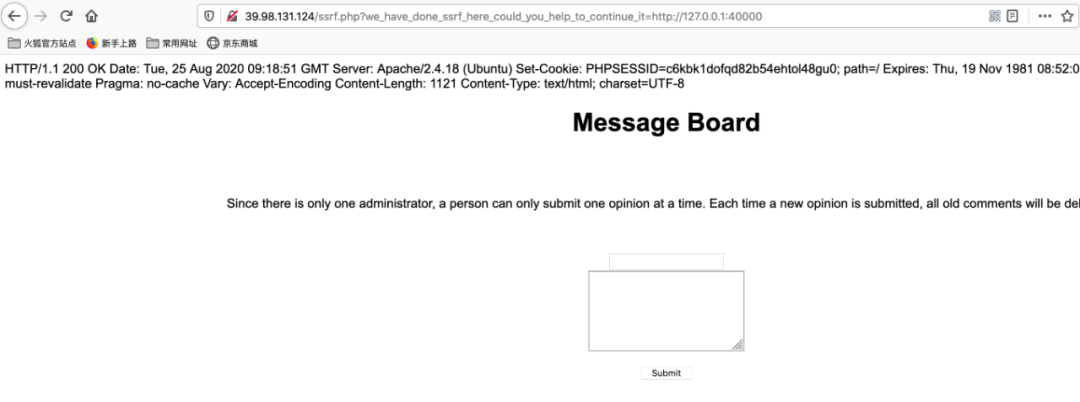 39.98.131.124/ssrf.php?we_have_done_ssrf_here_could_you_help_to_continue_it=http://127.0.0.1:40000
火狐官方站点 新手上路 常用网址 京东商城
HTTP/1.1 200 OK Date: Tue, 25 Aug 2020 09:18:51 GMT Server: Apache/2.4.18 (Ubuntu) Set-Cookie: PHPSESSID=c6kbk1dofqd82b54ehtol48gu0; path=/ Expires: Thu, 19 Nov 1981 08:52:0
must-revalidate Pragma: no-cache Vary: Accept-Encoding Content-Length: 1121 Content-Type: text/html; charset=UTF-8
Message Board
Since there is only one administrator, a person can only submit one opinion at a time. Each time a new opinion is submitted, all old comments will be del
Submit